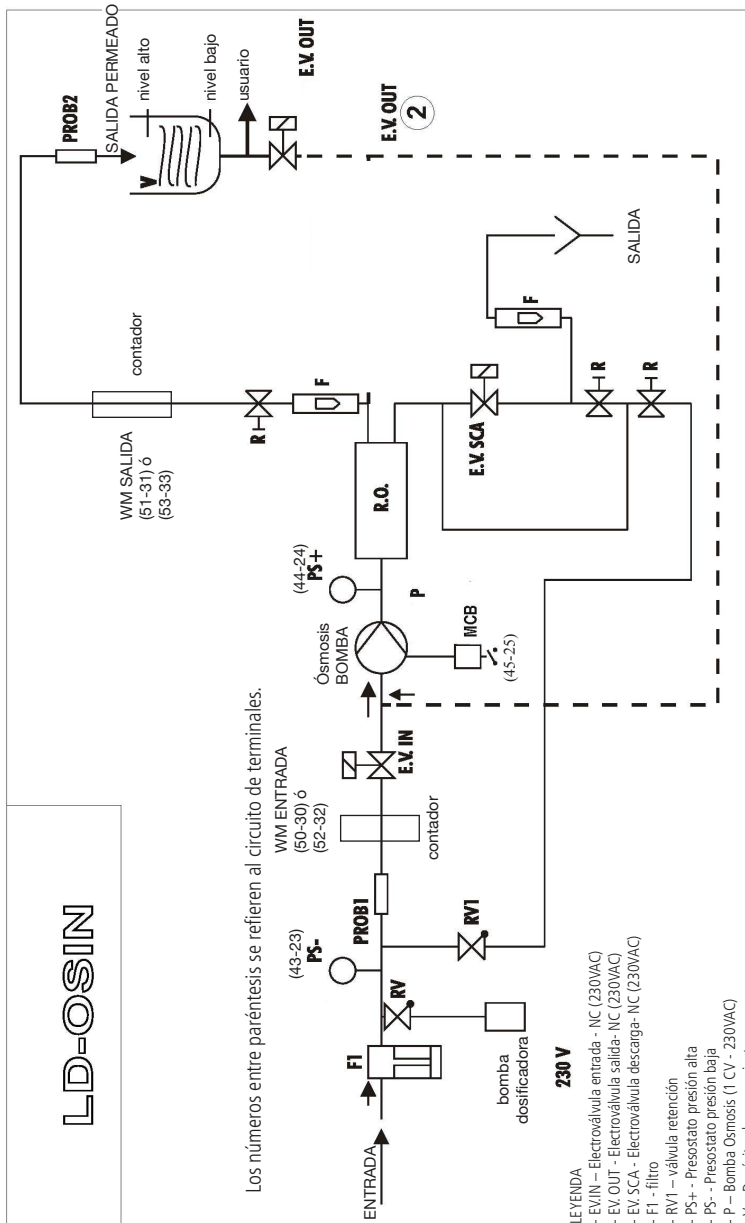 LD-OSIN
Los números entre paréntesis se refieren al circuito de terminales.
ENTRADA
F1
RV
bomba
dosificadora
230 V
(43-23)
PS-
PROB1
RV1
WM ENTRADA
(50-30) ó
(52-32)
contador
E.V. IN
Ósmosis
BOMBA
MCB
(45-25)
(44-24)
PS+
P
R.O.
WM SALIDA
(51-31) ó
(53-33)
contador
R
F
E.V. SCA
R
R
F
SALIDA
PROB2
SALIDA PERMEADO
nivel alto
V
nivel bajo
usuario
E.V. OUT
E.V. OUT
2
LEYENDA
- EV.IN – Electroválvula entrada - NC (230VAC)
- EV. OUT - Electroválvula salida- NC (230VAC)
- EV. SCA - Electroválvula descarga- NC (230VAC)
- F1 - filtro
- RV1 – válvula retención
- PS+ - Presostato presión alta
- PS- - Presostato presión baja
- P – Bomba Osmosis (1 CV - 230VAC)